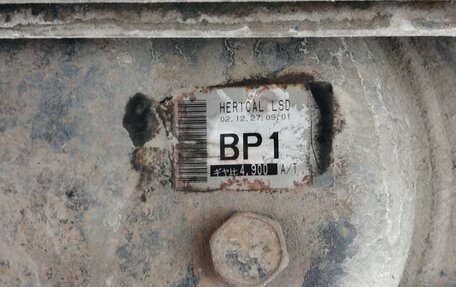 HERTCAL LSD
02.12.27.09:01
BP1
ギヤ比 4.900 A/T